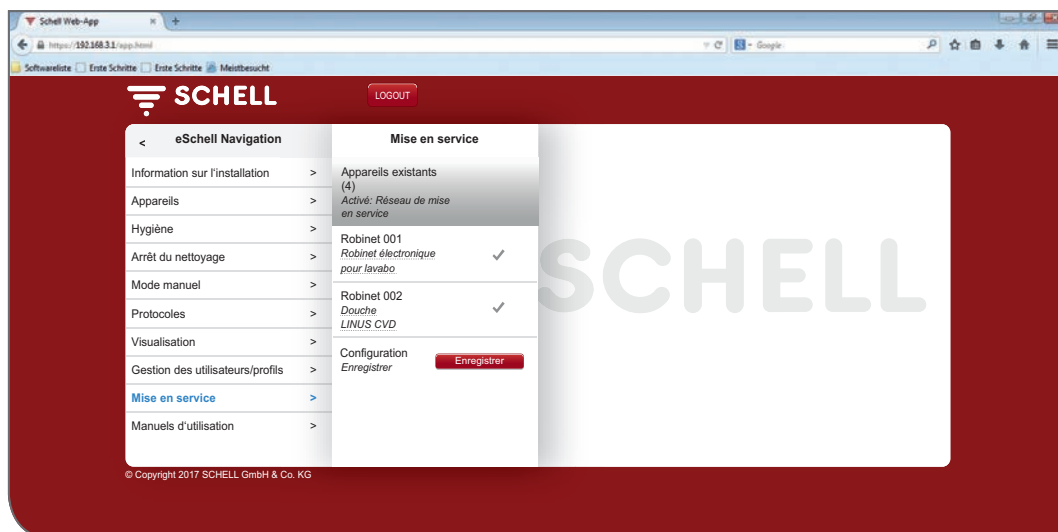 Schell Web-App
https://192.168.3.1/app.html
Google
Softwareliste Erste Schritte Erste Schritte Meistbesucht
SCHELL
LOGOUT
< eSchell Navigation
Information sur l'installation >
Appareils >
Hygiène >
Arrêt du nettoyage >
Mode manuel >
Protocoles >
Visualisation >
Gestion des utilisateurs/profils >
Mise en service >
Manuels d'utilisation >
Mise en service
Appareils existants
(4)
Activé: Réseau de mise
en service
Robinet 001
Robinet électronique
pour lavabo
Robinet 002
Douche
LINUS CVD
Configuration
Enregistrer
Enregistrer
SCHELL
© Copyright 2017 SCHELL GmbH & Co. KG